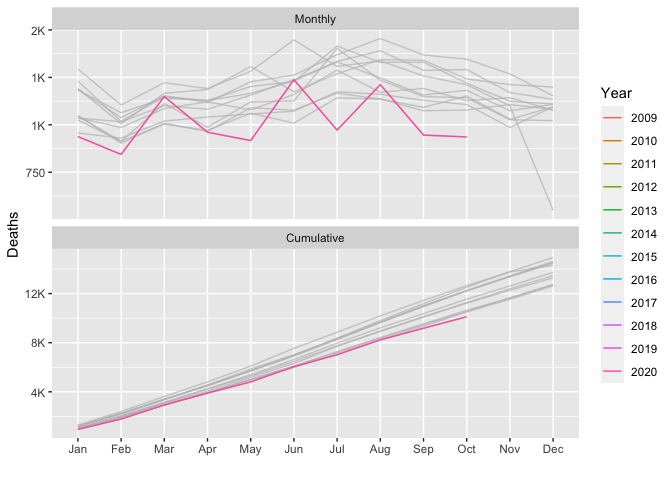 Monthly
2K
1K
1K
750
Deaths
Cumulative
12K
8K
4K
Jan Feb Mar Apr May Jun Jul Aug Sep Oct Nov Dec
Year
2009
2010
2011
2012
2013
2014
2015
2016
2017
2018
2019
2020